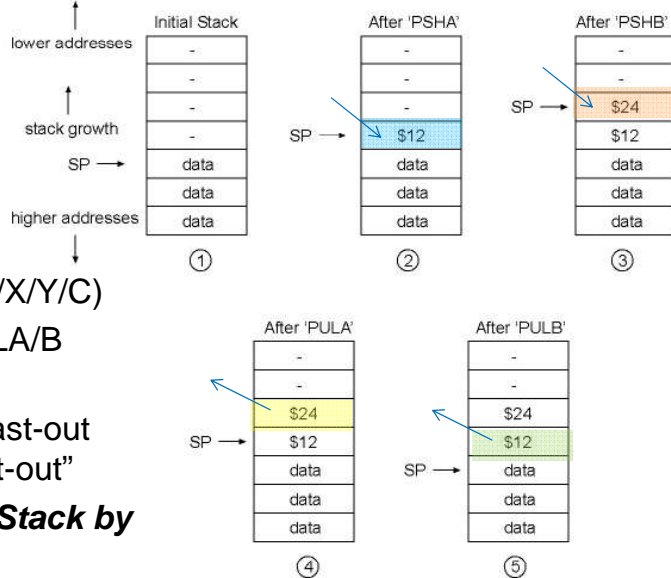 Initial Stack
After 'PSHA'
After 'PSHB'
lower addresses
stack growth
SP
higher addresses
-
-
-
-
data
data
data
①
SP
-
-
-
$12
data
data
data
②
SP
-
-
$24
$12
data
data
data
③
/X/Y/C)
LA/B
ast-out
t-out”
Stack by
After 'PULA'
After 'PULB'
SP
-
-
$24
$12
data
data
data
④
SP
-
-
$24
$12
data
data
data
⑤